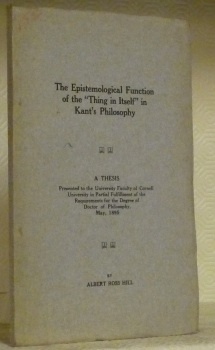 The Epistemological Function
of the "Thing in Itself" in
Kant's Philosophy
A THESIS
Presented to the University Faculty of Cornell
University in Partial Fulfillment of the
Requirements for the Degree of
Doctor of Philosophy.
May,
BY
ALBERT ROSS HILL